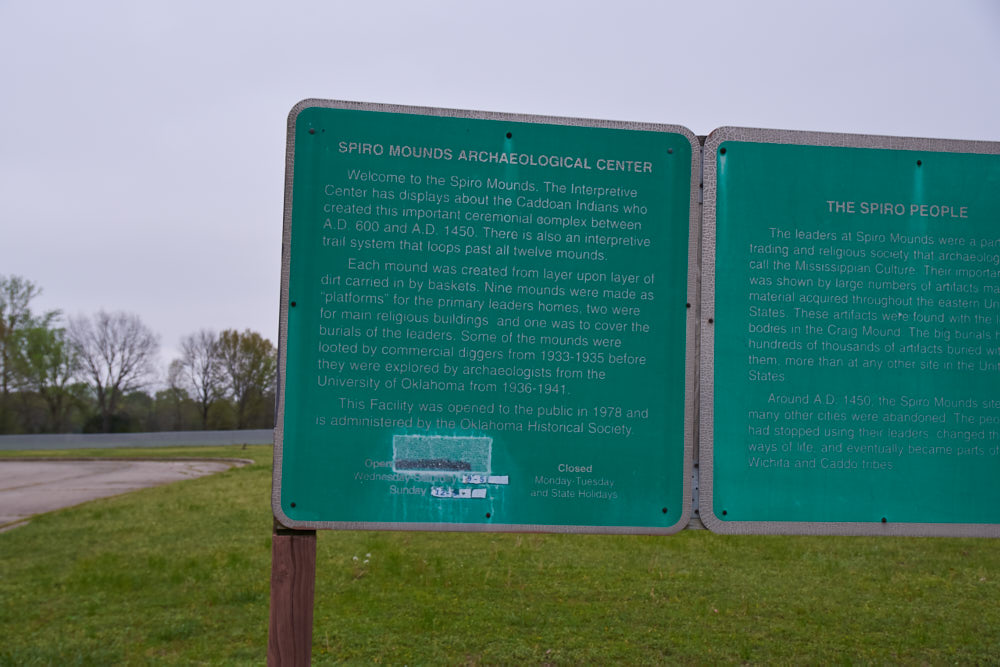 SPIRO MOUNDS ARCHAEOLOGICAL CENTER
Welcome to the Spiro Mounds. The Interpretive
Center has displays about the Caddoan Indians who
created this important ceremonial complex between
A.D. 600 and A.D. 1450. There is also an interpretive
trail system that loops past all twelve mounds.
Each mound was created from layer upon layer of
dirt carried in by baskets. Nine mounds were made as
"platforms" for the primary leaders homes, two were
for main religious buildings and one was to cover the
burials of the leaders. Some of the mounds were
looted by commercial diggers from 1933-1935 before
they were explored by archaeologists from the
University of Oklahoma from 1936-1941.
This Facility was opened to the public in 1978 and
is administered by the Oklahoma Historical Society.
Open
Wednesday-Saturday
Sunday
Closed
Monday-Tuesday
and State Holidays
THE SPIRO PEOPLE
The leaders at Spiro Mounds were a
trading and religious society that
call the Mississippian Culture. Their
was shown by large numbers of artifacts
material acquired throughout the eastern
States. These artifacts were found with the
bodies in the Craig Mound. The big burials
hundreds of thousands of artifacts buried
them, more than at any other site in the
States
Around A.D. 1450, the Spiro Mounds
many other cities were abandoned. The
had stopped using their leaders, changed
ways of life, and eventually became parts of
Wichita and Caddo tribes